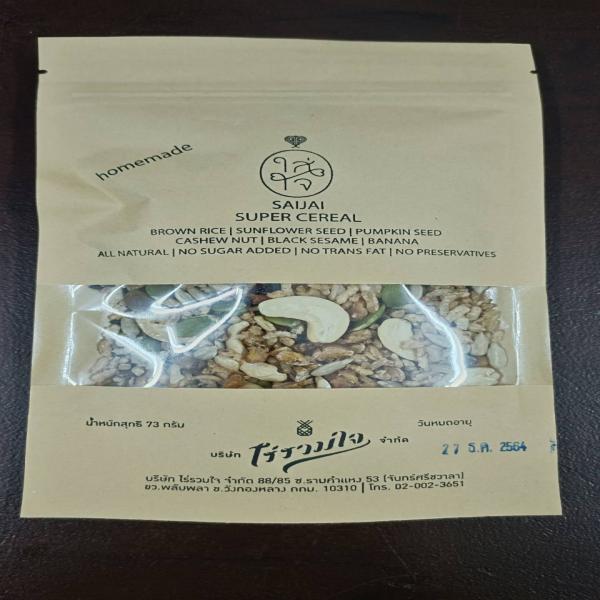 homemade
ใส่
ใจ
SAIJAI
SUPER CEREAL
BROWN RICE | SUNFLOWER SEED | PUMPKIN SEED
CASHEW NUT | BLACK SESAME | BANANA
ALL NATURAL | NO SUGAR ADDED | NO TRANS FAT | NO PRESERVATIVES
น้ำหนักสุทธิ 73 กรัม
วันหมดอายุ
บริษัท ไร่รวมใจ จำกัด
27 ธ.ค. 2564
บริษัท ไร่รวมใจ จำกัด 88/85 ซ.รามคำแหง 53 (จันทร์ศรีชวาลา)
ขว.พลับพลา ข.วังทองหลาง กทม. 10310 | โทร. 02-002-3651